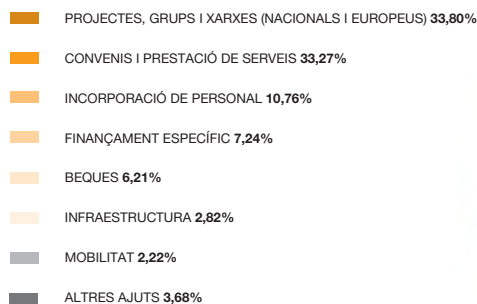 PROJECTES, GRUPS I XARXES (NACIONALS I EUROPEUS) 33,80%
CONVENIS I PRESTACIÓ DE SERVEIS 33,27%
INCORPORACIÓ DE PERSONAL 10,76%
FINANÇAMENT ESPECÍFIC 7,24%
BEQUES 6,21%
INFRAESTRUCTURA 2,82%
MOBILITAT 2,22%
ALTRES AJUTS 3,68%